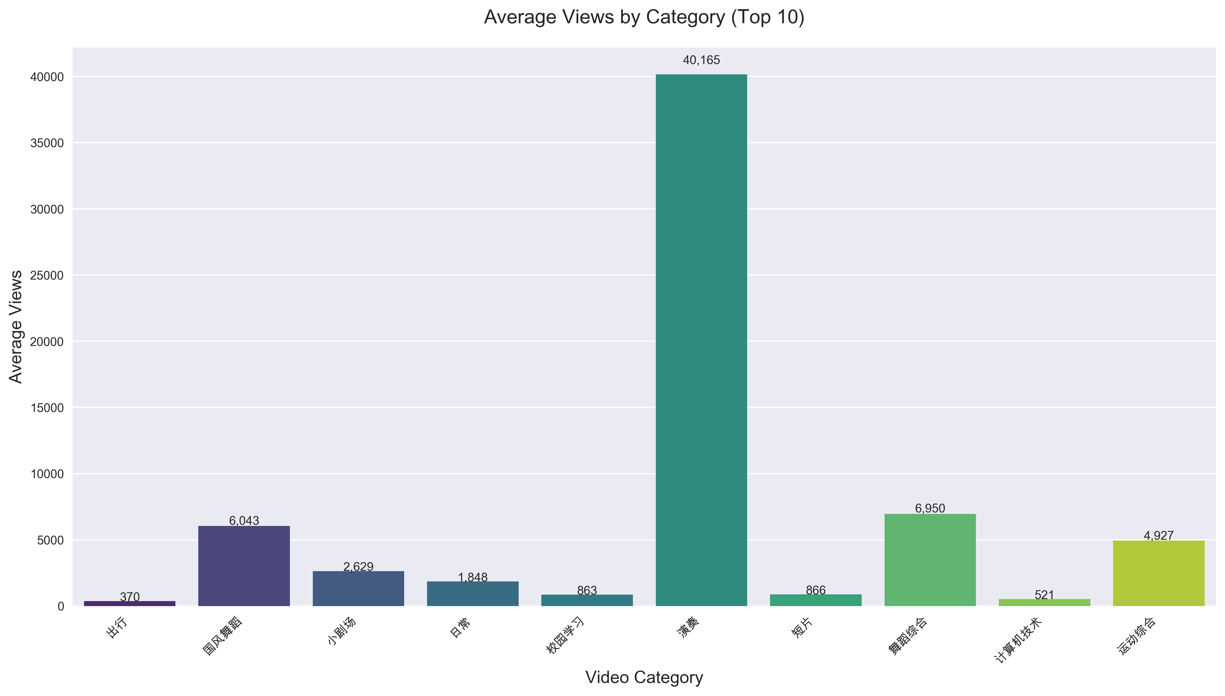 Average Views by Category (Top 10)
40,165
40000
35000
30000
25000
20000
15000
10000
5000
0
Average Views
370
6,043
2,629
1,848
863
866
6,950
521
4,927
出行
国风舞蹈
小剧场
日常
校园学习
演奏
短片
舞蹈综合
计算机技术
运动综合
Video Category